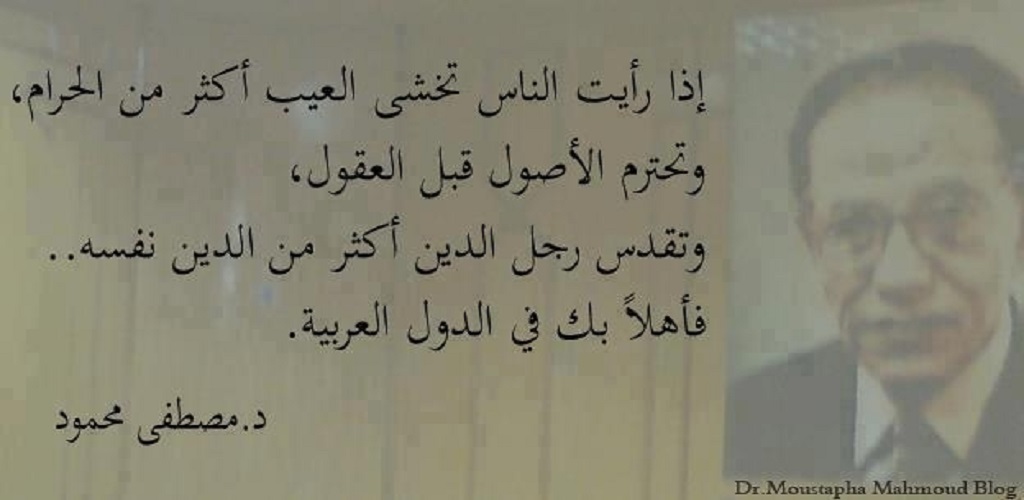 إذا رأيت الناس تخشى العيب أكثر من الحرام،
وتحترم الأصول قبل العقول،
وتقدس رجل الدين أكثر من الدين نفسه..
فأهلاً بك في الدول العربية.
د.مصطفى محمود
Dr.Moustapha Mahmoud Blog